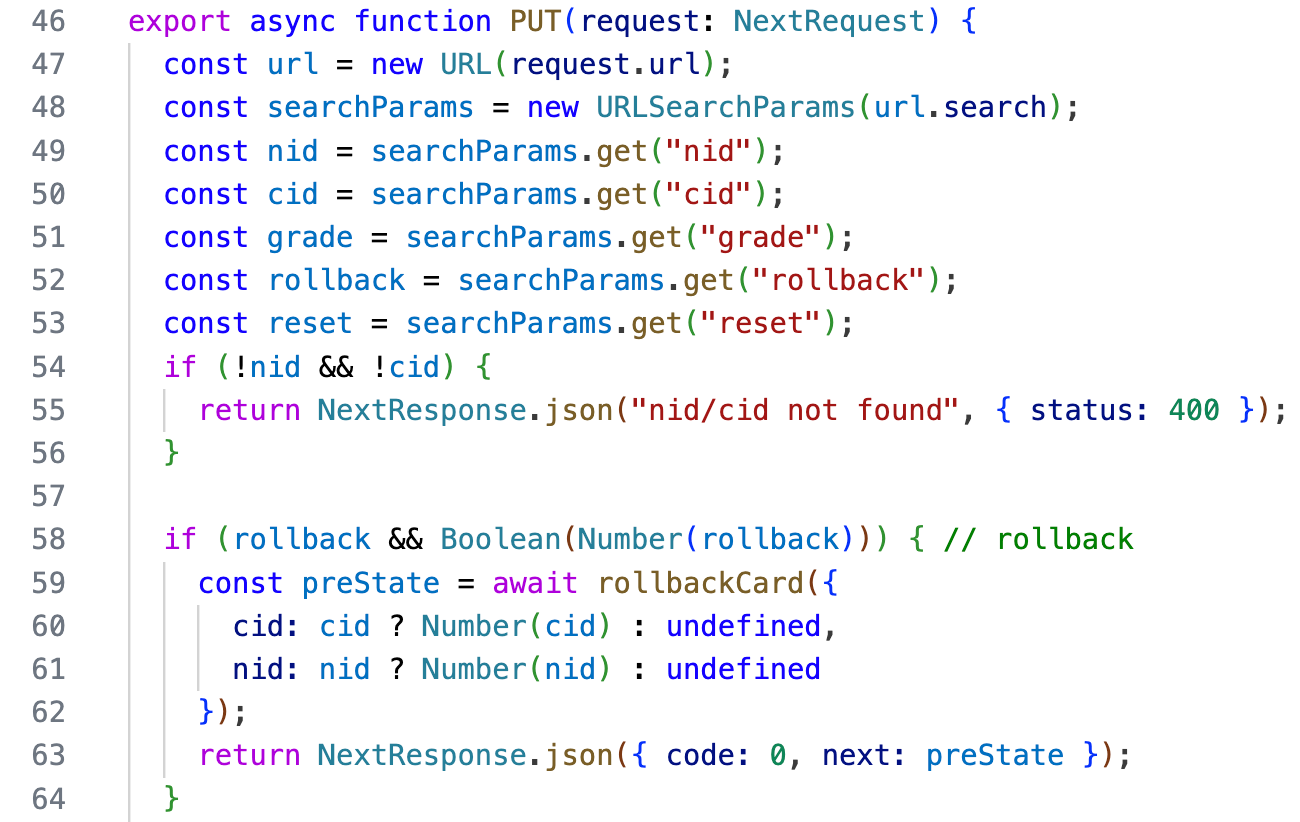 46 export async function PUT(request: NextRequest) {
47 const url = new URL(request.url);
48 const searchParams = new URLSearchParams(url.search);
49 const nid = searchParams.get("nid");
50 const cid = searchParams.get("cid");
51 const grade = searchParams.get("grade");
52 const rollback = searchParams.get("rollback");
53 const reset = searchParams.get("reset");
54 if (!nid && !cid) {
55 return NextResponse.json("nid/cid not found", { status: 400 });
56 }
57
58 if (rollback && Boolean(Number(rollback))) { // rollback
59 const preState = await rollbackCard({
60 cid: cid ? Number(cid) : undefined,
61 nid: nid ? Number(nid) : undefined
62 });
63 return NextResponse.json({ code: 0, next: preState });
64 }